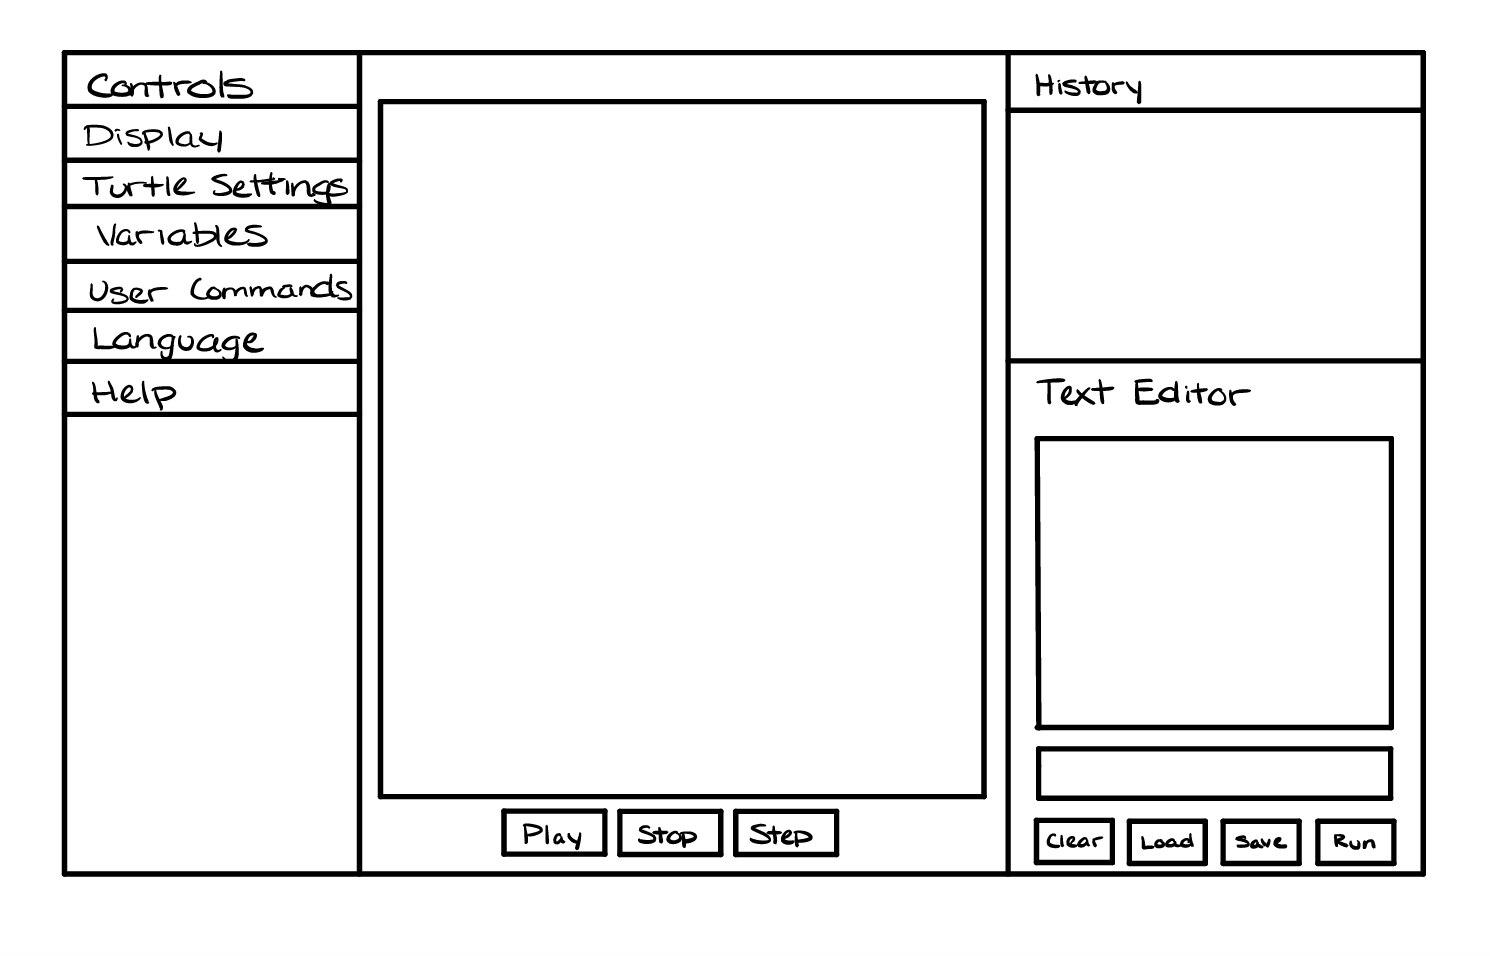 Controls
Display
Turtle Settings
Variables
User Commands
Language
Help
Play
Stop
Step
History
Text Editor
Clear
Load
Save
Run